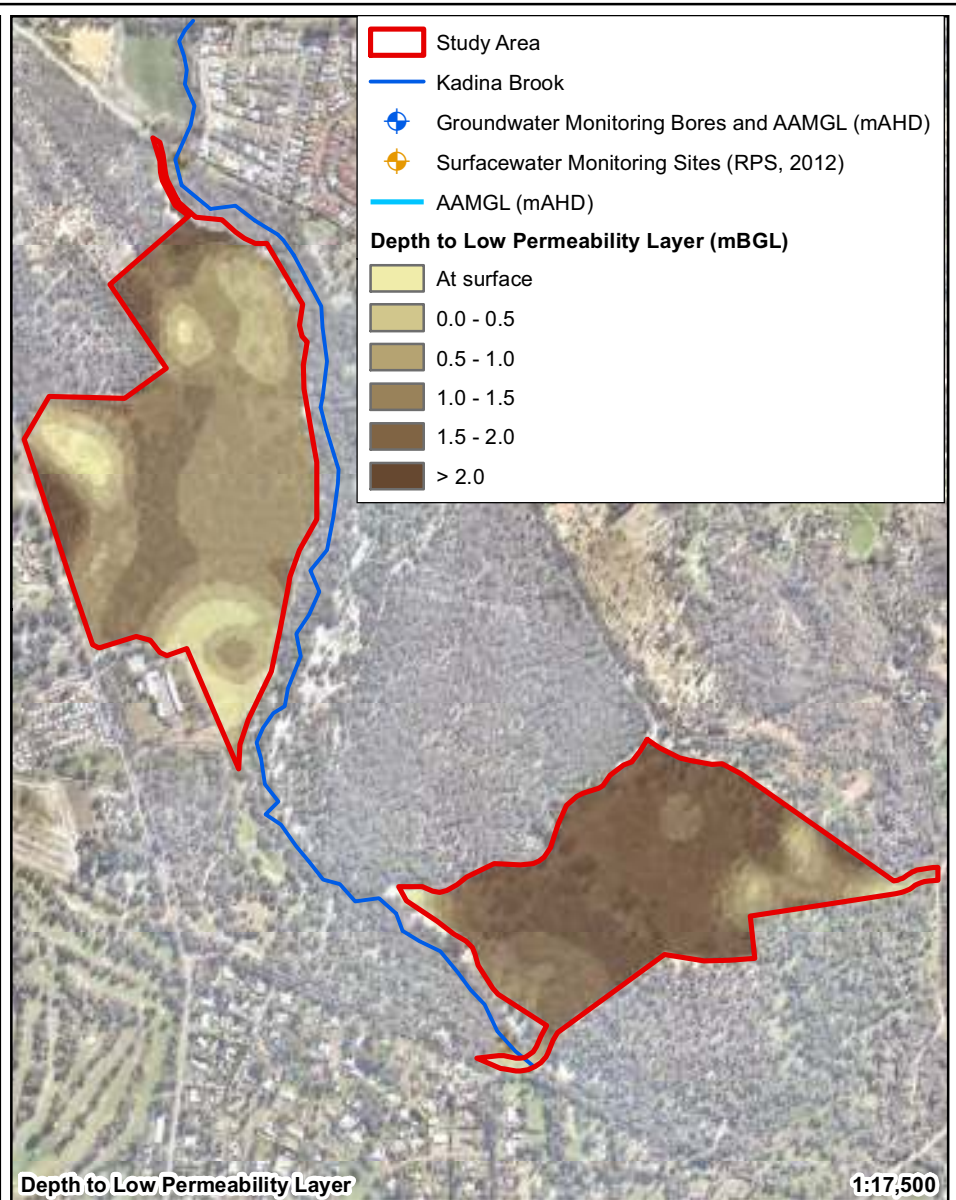 Study Area
Kadina Brook
Groundwater Monitoring Bores and AAMGL (mAHD)
Surfacewater Monitoring Sites (RPS, 2012)
AAMGL (mAHD)
Depth to Low Permeability Layer (mBGL)
At surface
0.0 - 0.5
0.5 - 1.0
1.0 - 1.5
1.5 - 2.0
> 2.0
Depth to Low Permeability Layer
1:17,500